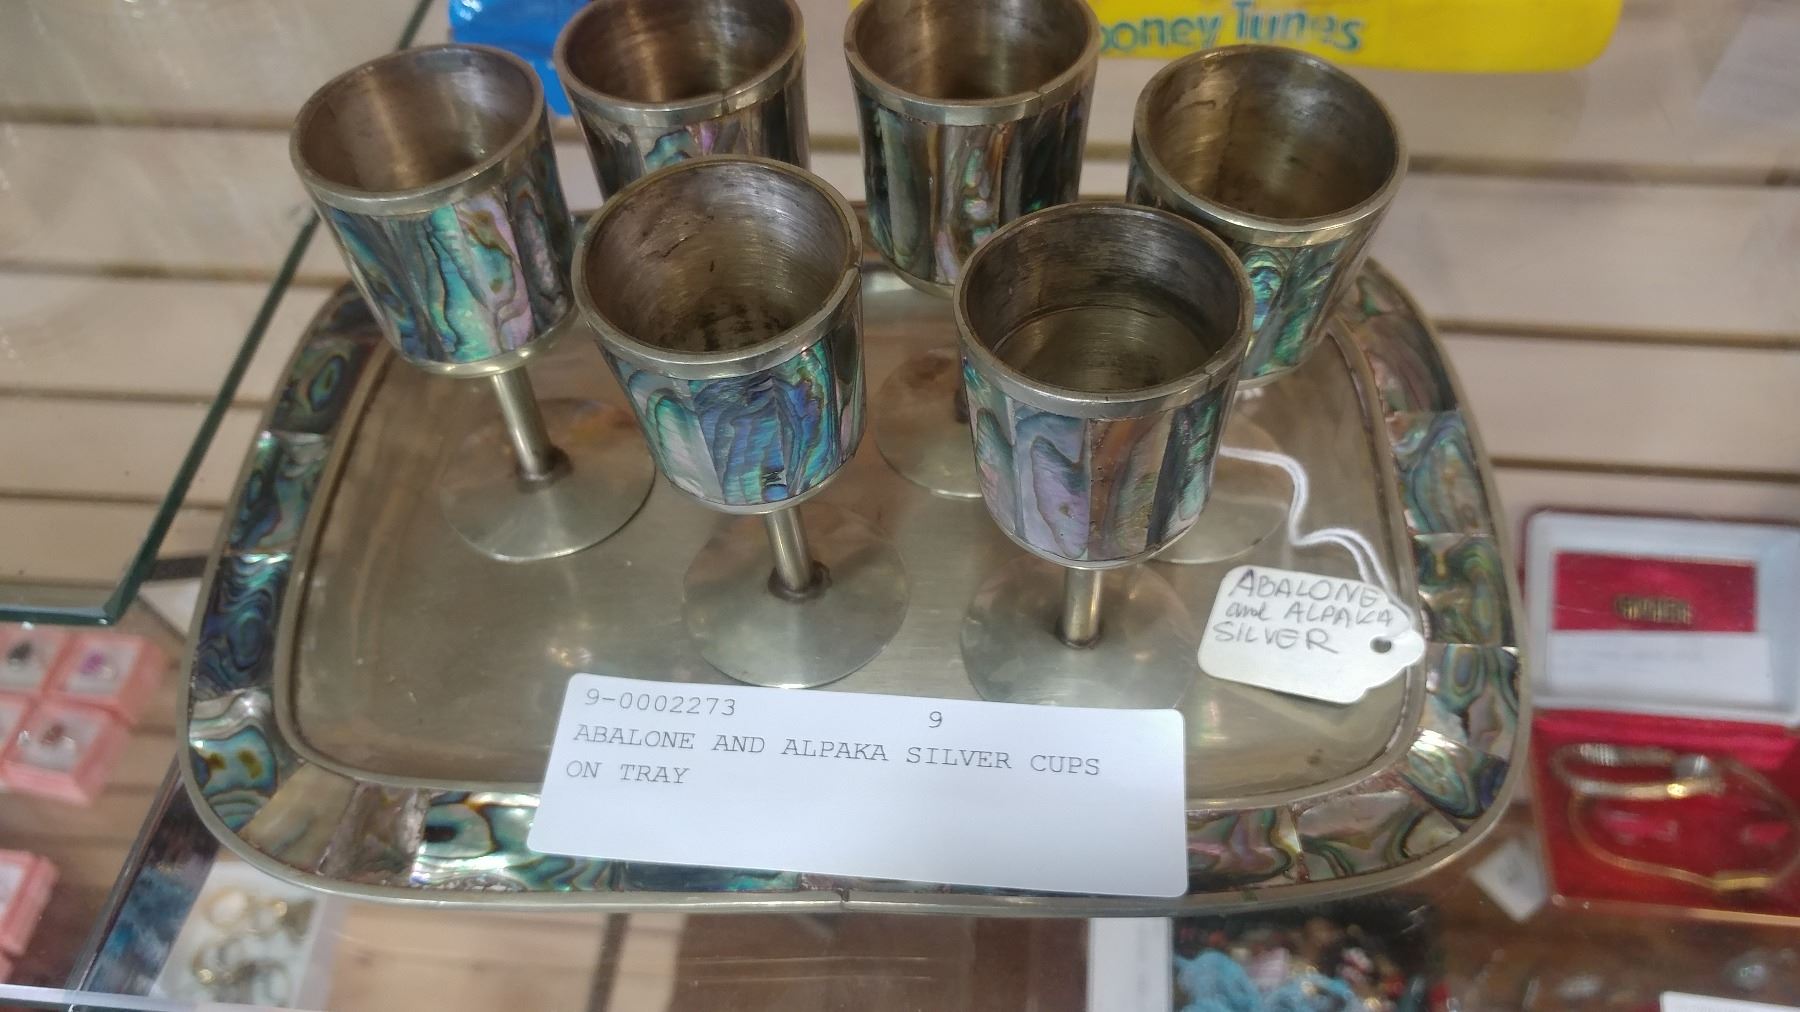 ooney Tunes
ABALONE
and ALPAKA
SILVER
9-0002273 9
ABALONE AND ALPAKA SILVER CUPS
ON TRAY